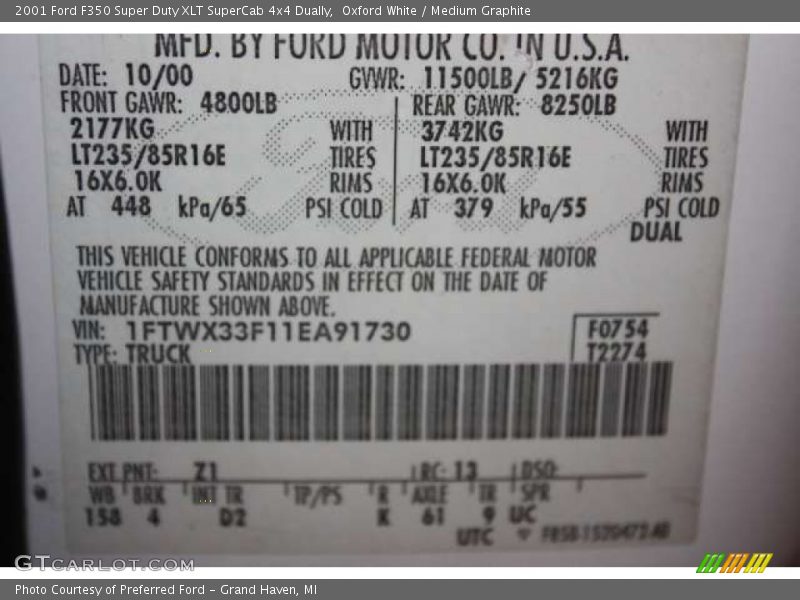 2001 Ford F350 Super Duty XLT SuperCab 4x4 Dually, Oxford White / Medium Graphite
MFD. BY FORD MOTOR CO. IN U.S.A.
DATE: 10/00 GVWR: 11500LB/ 5216KG
FRONT GAWR: 4800LB REAR GAWR: 8250LB
2177KG WITH 3742KG WITH
LT235/85R16E TIRES LT235/85R16E TIRES
16X6.0K RIMS 16X6.0K RIMS
AT 448 kPa/65 PSI COLD AT 379 kPa/55 PSI COLD
DUAL
THIS VEHICLE CONFORMS TO ALL APPLICABLE FEDERAL MOTOR
VEHICLE SAFETY STANDARDS IN EFFECT ON THE DATE OF
MANUFACTURE SHOWN ABOVE.
VIN: 1FTWX33F11EA91730 F0754
TYPE: TRUCK T2274
EXT PNT: Z1 RC: 13 DSO:
WB BRK INT TR TP/PS R AXLE TR SPR
158 4 D2 K 61 9 UC
UTC
GTCarLot.com
Photo Courtesy of Preferred Ford - Grand Haven, MI